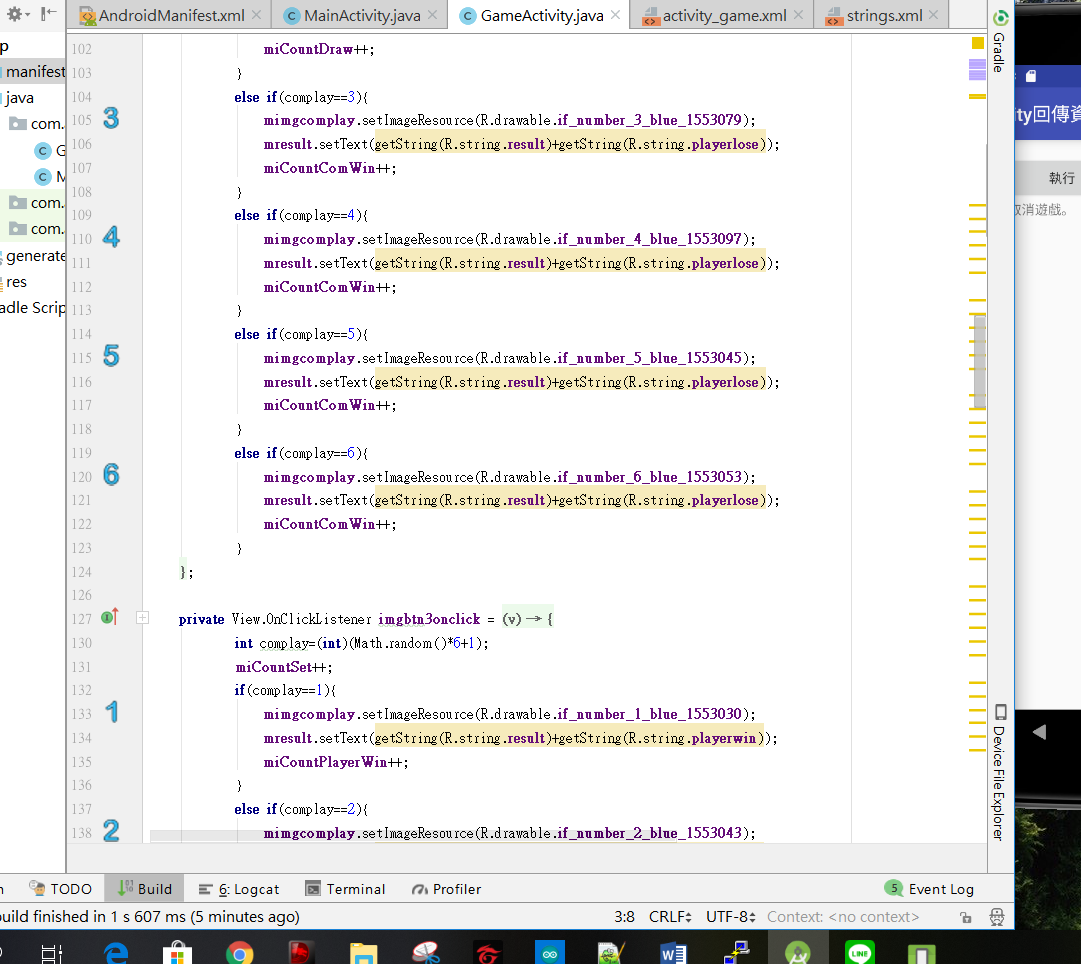 AndroidManifest.xml
MainActivity.java
GameActivity.java
activity_game.xml
strings.xml
p
manifest
java
com.
G
M
com.
com.
generate
res
adle Scrip
102 miCountDraw++;
103 }
104 else if(complay==3){
105 mimgcomplay.setImageResource(R.drawable.if_number_3_blue_1553079);
106 mresult.setText(getString(R.string.result)+getString(R.string.playerlose));
107 miCountComWin++;
108 }
109 else if(complay==4){
110 mimgcomplay.setImageResource(R.drawable.if_number_4_blue_1553097);
111 mresult.setText(getString(R.string.result)+getString(R.string.playerlose));
112 miCountComWin++;
113 }
114 else if(complay==5){
115 mimgcomplay.setImageResource(R.drawable.if_number_5_blue_1553045);
116 mresult.setText(getString(R.string.result)+getString(R.string.playerlose));
117 miCountComWin++;
118 }
119 else if(complay==6){
120 mimgcomplay.setImageResource(R.drawable.if_number_6_blue_1553053);
121 mresult.setText(getString(R.string.result)+getString(R.string.playerlose));
122 miCountComWin++;
123 }
124 };
126
127 private View.OnClickListener imgbtn3onclick = (v) → {
130 int complay=(int)(Math.random()*6+1);
131 miCountSet++;
132 if(complay==1){
133 mimgcomplay.setImageResource(R.drawable.if_number_1_blue_1553030);
134 mresult.setText(getString(R.string.result)+getString(R.string.playerwin));
135 miCountPlayerWin++;
136 }
137 else if(complay==2){
138 mimgcomplay.setImageResource(R.drawable.if_number_2_blue_1553043);
3
4
5
6
1
2
Gradle
Device File Explorer
ity回傳資
執行
取消遊戲。
TODO
Build
6: Logcat
Terminal
Profiler
5 Event Log
uild finished in 1 s 607 ms (5 minutes ago)
3:8 CRLF UTF-8 Context: <no context>
LINE